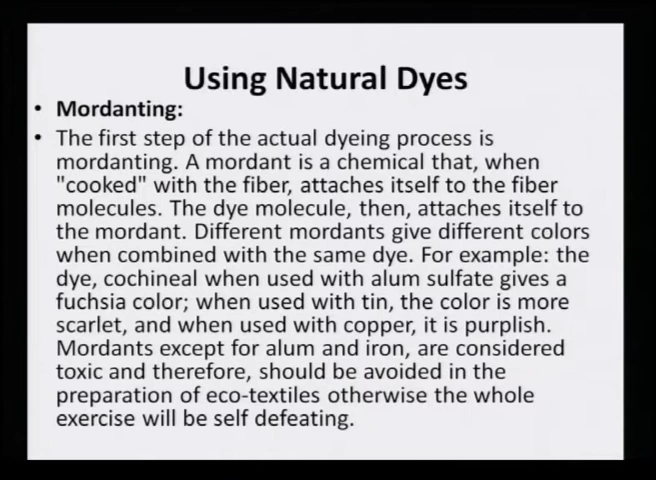 Using Natural Dyes
• Mordanting:
• The first step of the actual dyeing process is
mordanting. A mordant is a chemical that, when
"cooked" with the fiber, attaches itself to the fiber
molecules. The dye molecule, then, attaches itself to
the mordant. Different mordants give different colors
when combined with the same dye. For example: the
dye, cochineal when used with alum sulfate gives a
fuchsia color; when used with tin, the color is more
scarlet, and when used with copper, it is purplish.
Mordants except for alum and iron, are considered
toxic and therefore, should be avoided in the
preparation of eco-textiles otherwise the whole
exercise will be self defeating.